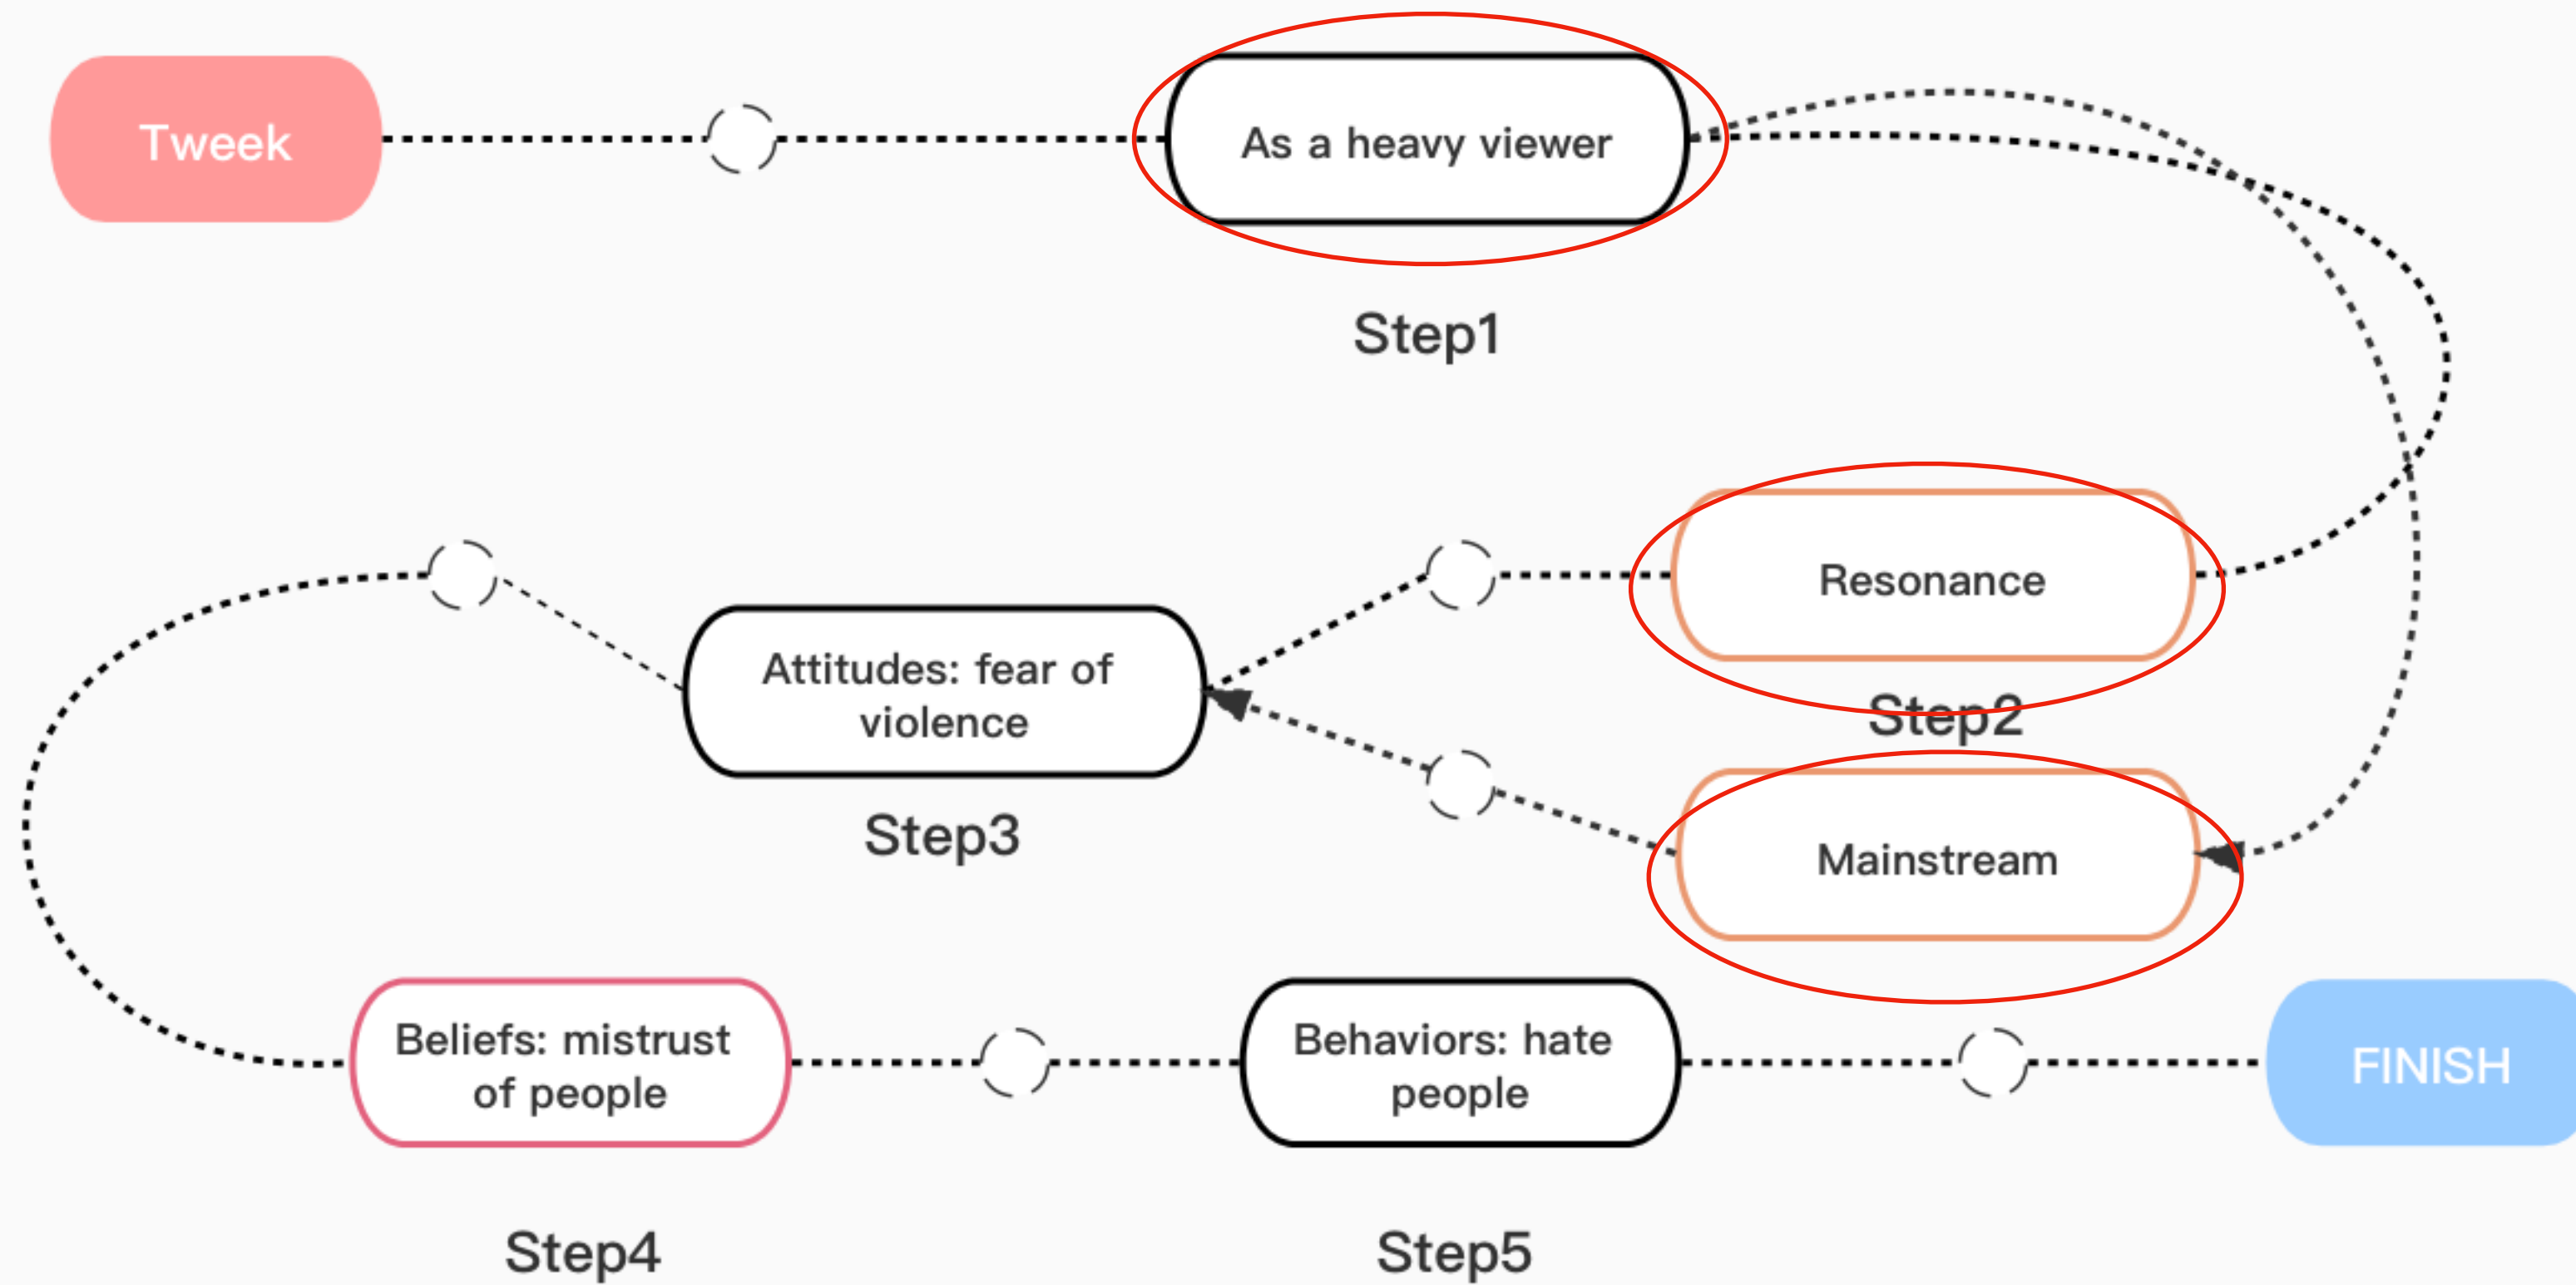 Tweek
As a heavy viewer
Step1
Resonance
Step2
Mainstream
Attitudes: fear of
violence
Step3
Beliefs: mistrust
of people
Step4
Behaviors: hate
people
Step5
FINISH